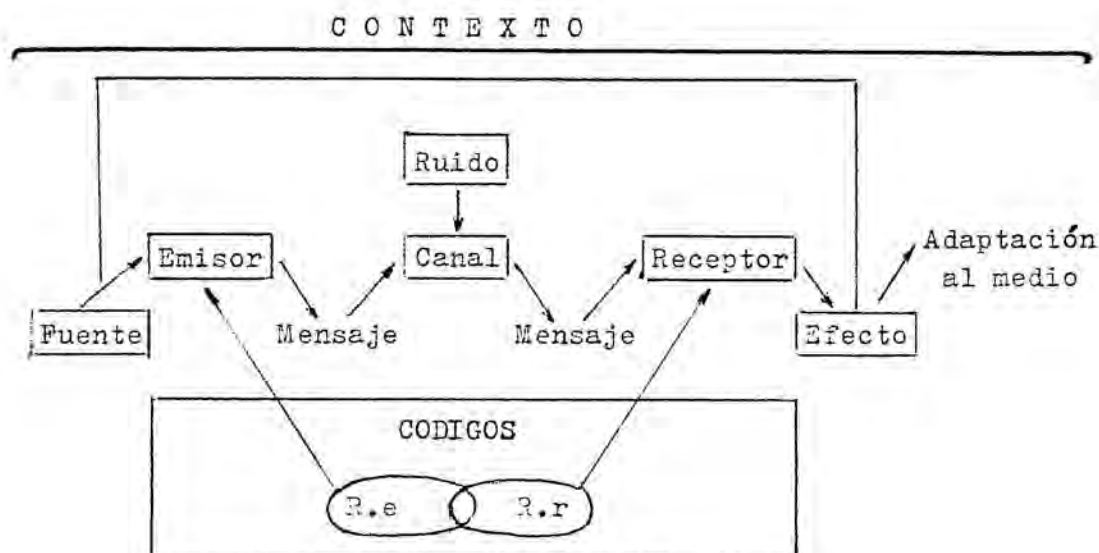 C O N T E X T O
Ruido
Emisor
Canal
Receptor
Adaptación
al medio
Fuente
Mensaje
Mensaje
Efecto
CODIGOS
R.e
R.r